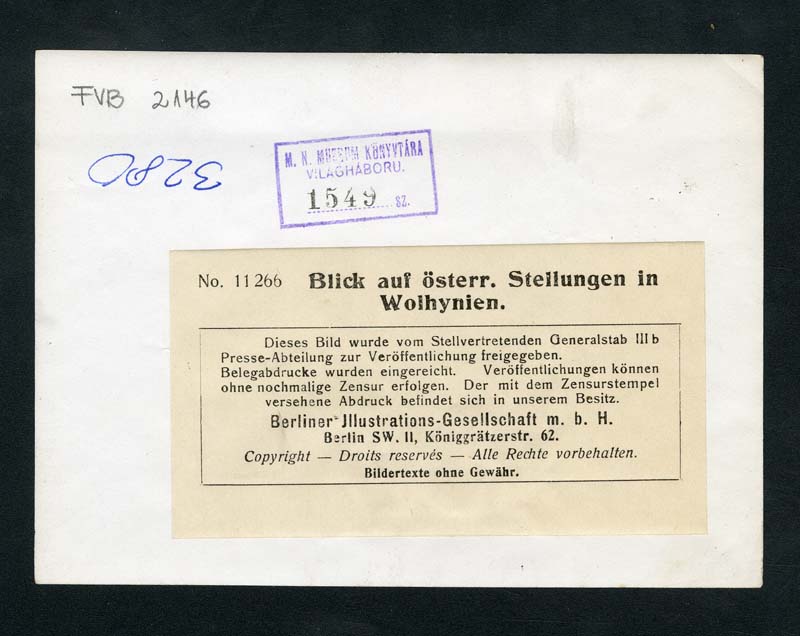 FVB 2146
3280
M. N. MUZEUM KÖNYVTÁRA
VILÁGHÁBORU.
1549 SZ.
No. 11266 Blick auf österr. Stellungen in
Wolhynien.
Dieses Bild wurde vom Stellvertretenden Generalstab III b
Presse-Abteilung zur Veröffentlichung freigegeben.
Belegabdrucke wurden eingereicht. Veröffentlichungen können
ohne nochmalige Zensur erfolgen. Der mit dem Zensurstempel
versehene Abdruck befindet sich in unserem Besitz.
Berliner Jllustrations-Gesellschaft m. b. H.
Berlin SW. 11, Königgrätzerstr. 62.
Copyright — Droits reservés — Alle Rechte vorbehalten.
Bildertexte ohne Gewähr.